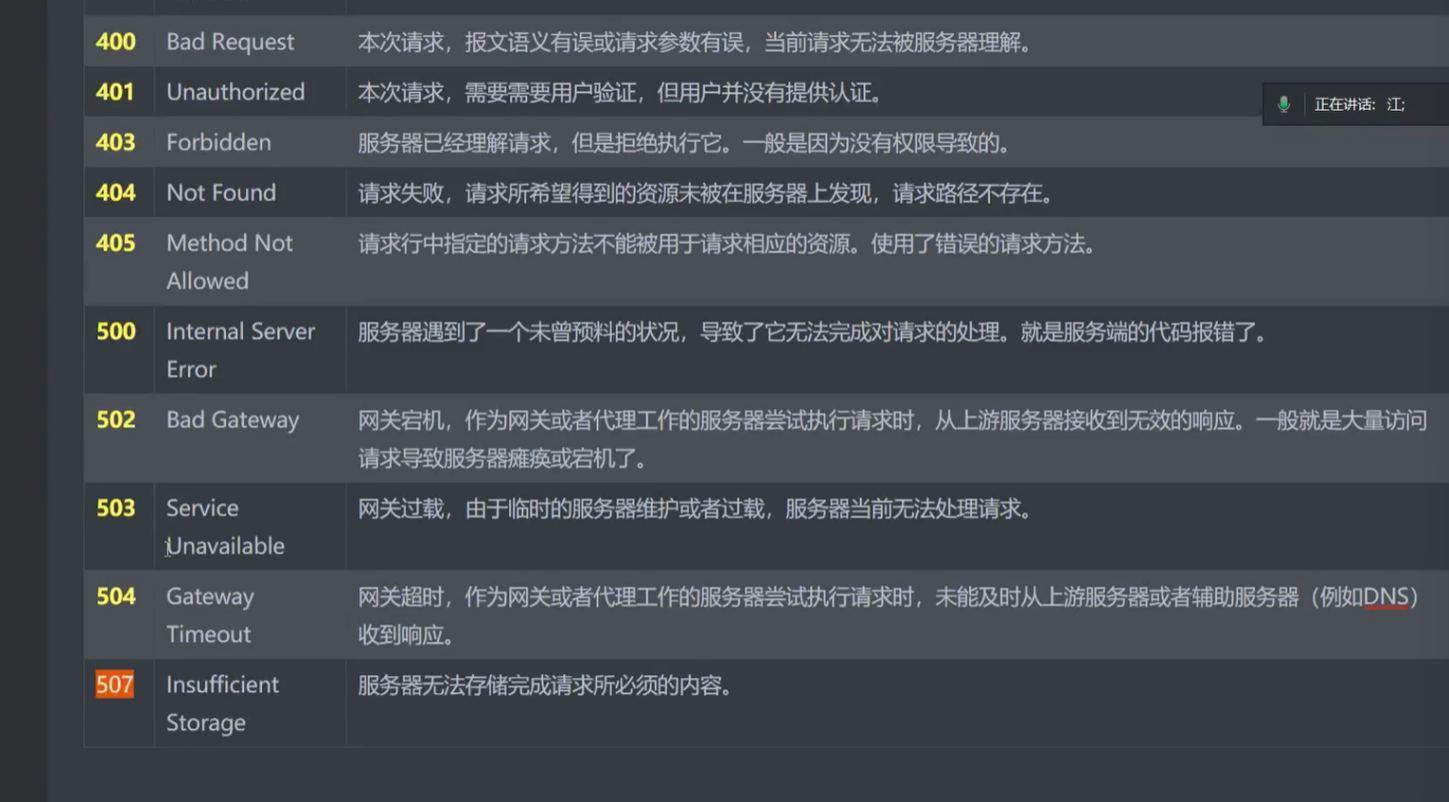 400 Bad Request 本次请求，报文语义有误或请求参数有误，当前请求无法被服务器理解。
401 Unauthorized 本次请求，需要需要用户验证，但用户并没有提供认证。
正在讲话: 江;
403 Forbidden 服务器已经理解请求，但是拒绝执行它。一般是因为没有权限导致的。
404 Not Found 请求失败，请求所希望得到的资源未被在服务器上发现，请求路径不存在。
405 Method Not 请求行中指定的请求方法不能被用于请求相应的资源。使用了错误的请求方法。
Allowed
500 Internal Server 服务器遇到了一个未曾预料的状况，导致了它无法完成对请求的处理。就是服务端的代码报错了。
Error
502 Bad Gateway 网关宕机，作为网关或者代理工作的服务器尝试执行请求时，从上游服务器接收到无效的响应。一般就是大量访问
请求导致服务器瘫痪或宕机了。
503 Service 网关过载，由于临时的服务器维护或者过载，服务器当前无法处理请求。
Unavailable
504 Gateway 网关超时，作为网关或者代理工作的服务器尝试执行请求时，未能及时从上游服务器或者辅助服务器（例如DNS）
Timeout 收到响应。
507 Insufficient 服务器无法存储完成请求所必须的内容。
Storage